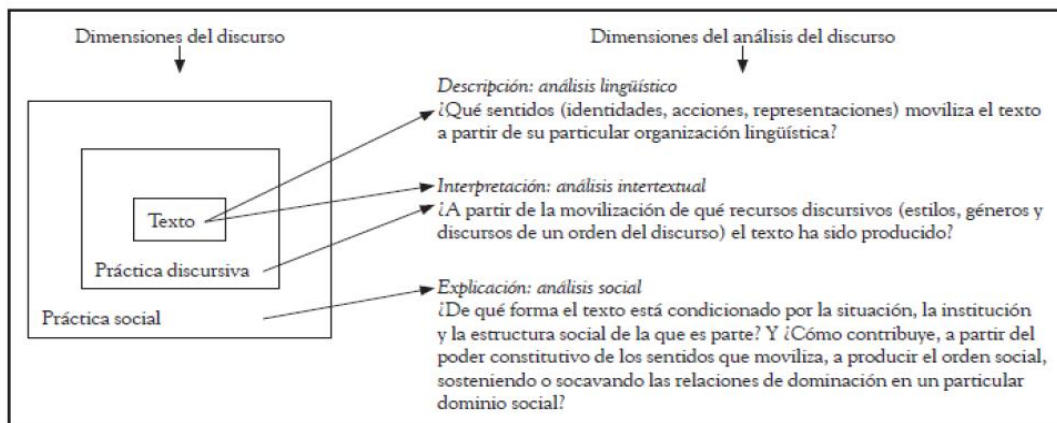 Dimensiones del discurso
Dimensiones del análisis del discurso
Texto
Práctica discursiva
Práctica social
Descripción: análisis lingüístico
¿Qué sentidos (identidades, acciones, representaciones) moviliza el texto
a partir de su particular organización lingüística?
Interpretación: análisis intertextual
¿A partir de la movilización de qué recursos discursivos (estilos, géneros y
discursos de un orden del discurso) el texto ha sido producido?
Explicación: análisis social
¿De qué forma el texto está condicionado por la situación, la institución
y la estructura social de la que es parte? Y ¿Cómo contribuye, a partir del
poder constitutivo de los sentidos que moviliza, a producir el orden social,
sosteniendo o socavando las relaciones de dominación en un particular
dominio social?